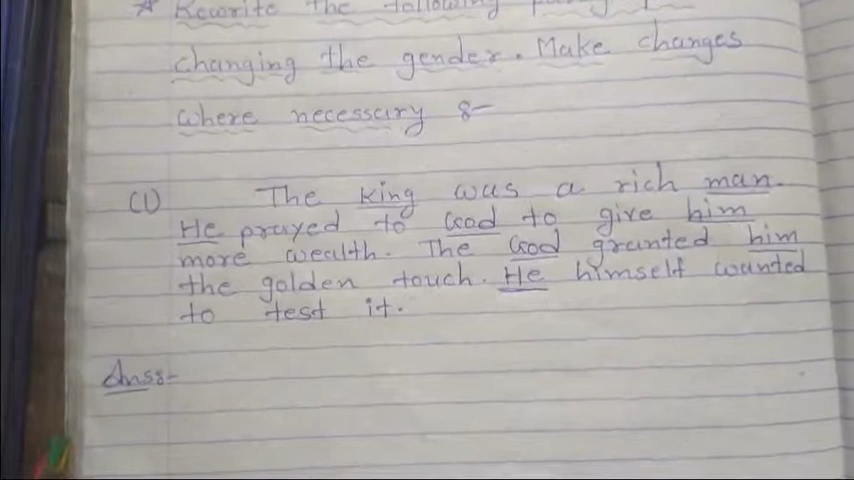 * Rewrite the following
changing the gender. Make changes
where necessary :-
(1) The King was a rich man.
He prayed to God to give him
more wealth. The God granted him
the golden touch. He himself wanted
to test it.
Ans:-